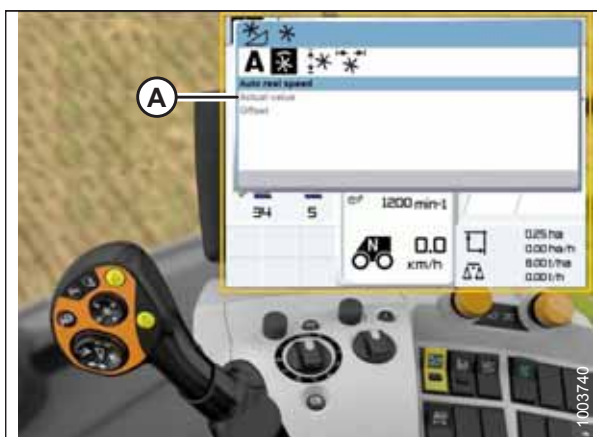 A
Auto reel speed
Actual value
Offset
A
34
5
1200 min-1
N
0.0
km/h
0.25 ha
0.00 ha/h
0.00 t/ha
0.00 t/h
1003740